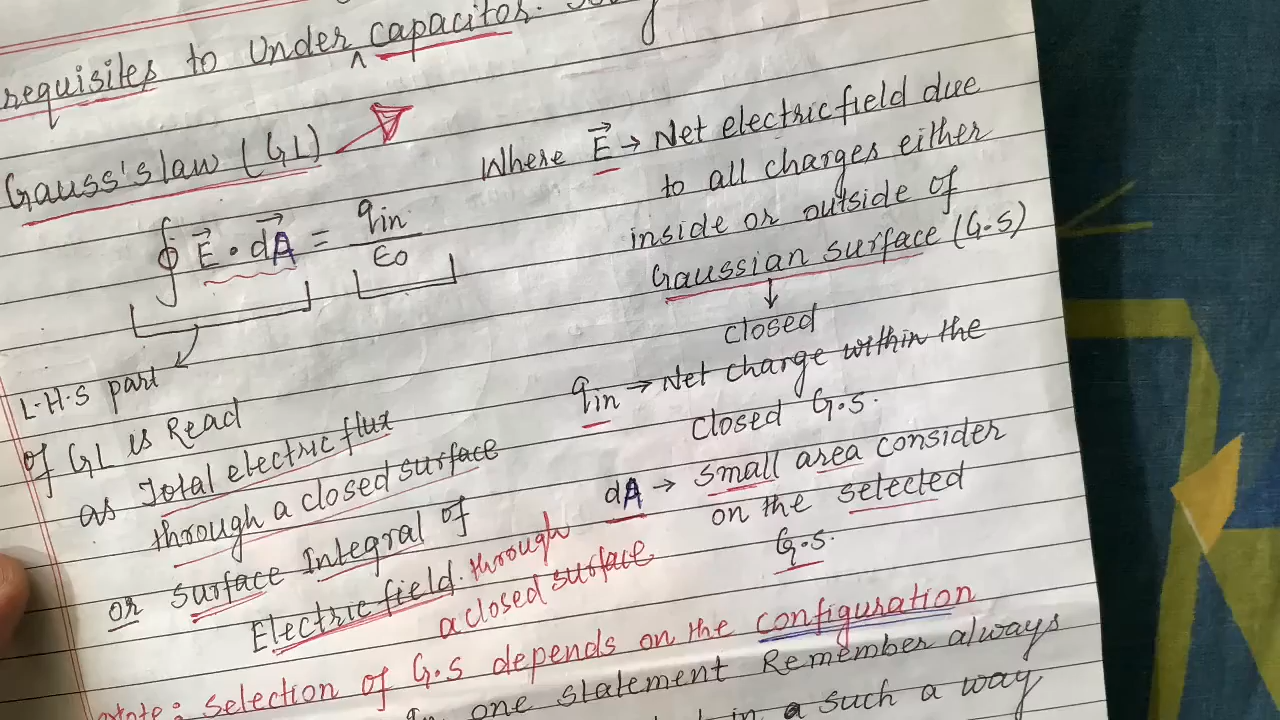 requisites to Under capacitor.
Gauss's law (GL)
∮ E⃗ • dA⃗ = qin / ε0
L.H.S part
of GL is Read
as Total electric flux
through a closed surface
or Surface Integral of
Electric field through
a closed surface
Where E⃗ → Net electric field due
to all charges either
inside or outside of
Gaussian surface (G.S)
↓
closed
qin → Net charge within the
closed G.S.
dA → small area consider
on the selected
G.S.
Note: Selection of G.S depends on the configuration
one statement Remember always
in a such a way